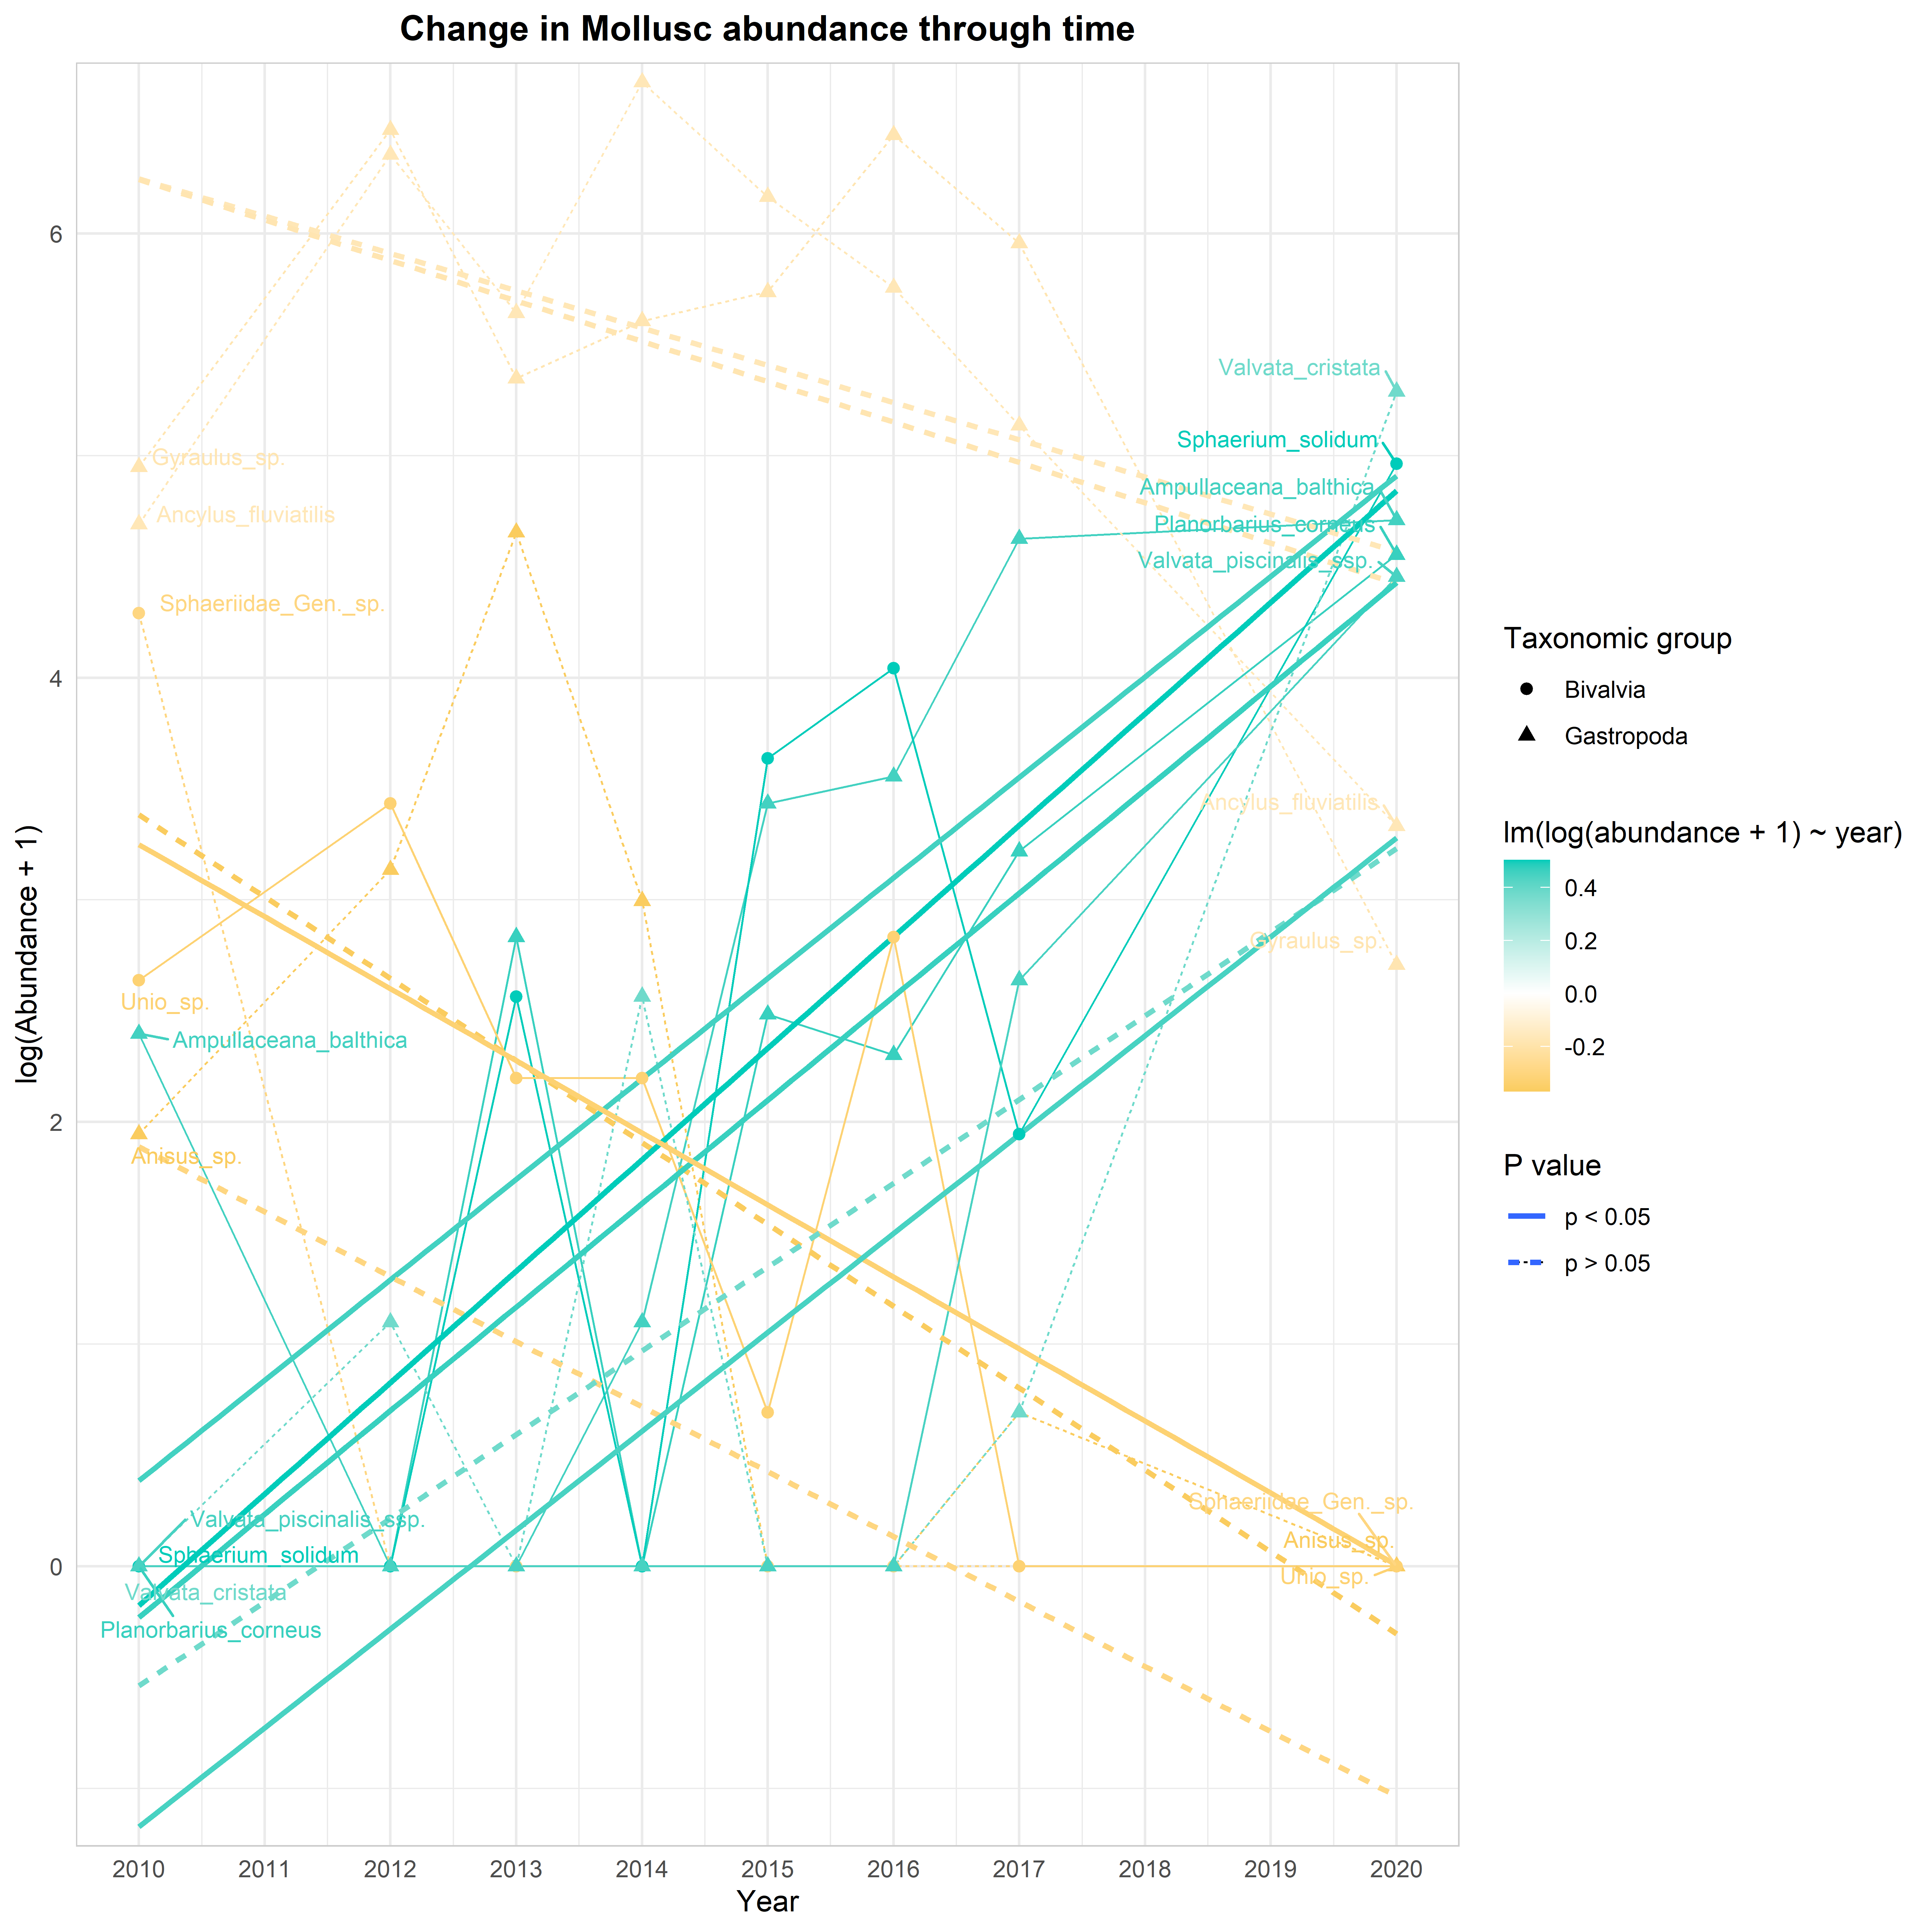 Change in Mollusc abundance through time
log(Abundance + 1)
6
4
2
0
Gyraulus_sp.
Ancylus_fluviatilis
Sphaeriidae_Gen._sp.
Unio_sp.
Ampullaceana_balthica
Anisus_sp.
Valvata_piscinalis_ssp.
Sphaerium_solidum
Valvata_cristata
Planorbarius_corneus
Valvata_cristata
Sphaerium_solidum
Ampullaceana_balthica
Planorbarius_corneus
Valvata_piscinalis_ssp.
Ancylus_fluviatilis
Gyraulus_sp.
Sphaeriidae_Gen._sp.
Anisus_sp.
Unio_sp.
2010 2011 2012 2013 2014 2015 2016 2017 2018 2019 2020
Year
Taxonomic group
Bivalvia
Gastropoda
lm(log(abundance + 1) ~ year)
0.4
0.2
0.0
-0.2
P value
p < 0.05
p > 0.05